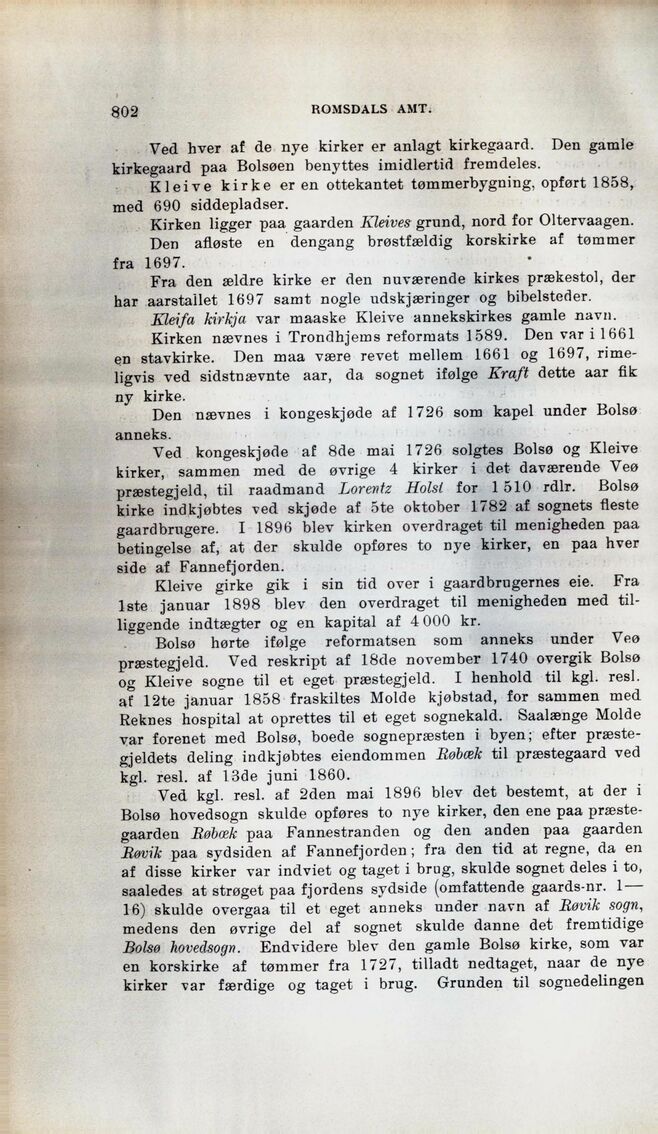 802
ROMSDALS AMT.
Ved hver af de nye kirker er anlagt kirkegaard. Den gamle
kirkegaard paa Bolsøen benyttes imidlertid fremdeles.
Kleive kirke er en ottekantet tømmerbygning, opført 1858,
med 690 siddepladser.
Kirken ligger paa gaarden Kleives grund, nord for Oltervaagen.
Den afløste en dengang brøstfældig korskirke af tømmer
fra 1697.
Fra den ældre kirke er den nuværende kirkes prækestol, der
har aarstallet 1697 samt nogle udskjæringer og bibelsteder.
Kleifa kirkja var maaske Kleive annekskirkes gamle navn.
Kirken nævnes i Trondhjems reformats 1589. Den var i 1661
en stavkirke. Den maa være revet mellem 1661 og 1697, rime-
ligvis ved sidstnævnte aar, da sognet ifølge Kraft dette aar fik
ny kirke.
Den nævnes i kongeskjøde af 1726 som kapel under Bolsø
anneks.
Ved kongeskjøde af 8de mai 1726 solgtes Bolsø og Kleive
kirker, sammen med de øvrige 4 kirker i det daværende Veø
præstegjeld, til raadmand Lorentz Holst for 1510 rdlr. Bolsø
kirke indkjøbtes ved skjøde af 5te oktober 1782 af sognets fleste
gaardbrugere. I 1896 blev kirken overdraget til menigheden paa
betingelse af, at der skulde opføres to nye kirker, en paa hver
side af Fannefjorden.
Kleive girke gik i sin tid over i gaardbrugernes eie. Fra
1ste januar 1898 blev den overdraget til menigheden med til-
liggende indtægter og en kapital af 4000 kr.
Bolsø hørte ifølge reformatsen som anneks under Veø
præstegjeld. Ved reskript af 18de november 1740 overgik Bolsø
og Kleive sogne til et eget præstegjeld. I henhold til kgl. resl.
af 12te januar 1858 fraskiltes Molde kjøbstad, for sammen med
Reknes hospital at oprettes til et eget sognekald. Saalænge Molde
var forenet med Bolsø, boede sognepræsten i byen; efter præste-
gjeldets deling indkjøbtes eiendommen Røbæk til præstegaard ved
kgl. resl. af 13de juni 1860.
Ved kgl. resl. af 2den mai 1896 blev det bestemt, at der i
Bolsø hovedsogn skulde opføres to nye kirker, den ene paa præste-
gaarden Røbæk paa Fannestranden og den anden paa gaarden
Røvik paa sydsiden af Fannefjorden; fra den tid at regne, da en
af disse kirker var indviet og taget i brug, skulde sognet deles i to,
saaledes at strøget paa fjordens sydside (omfattende gaards-nr. 1—
16) skulde overgaa til et eget anneks under navn af Røvik sogn,
medens den øvrige del af sognet skulde danne det fremtidige
Bolsø hovedsogn. Endvidere blev den gamle Bolsø kirke, som var
en korskirke af tømmer fra 1727, tilladt nedtaget, naar de nye
kirker var færdige og taget i brug. Grunden til sognedelingen